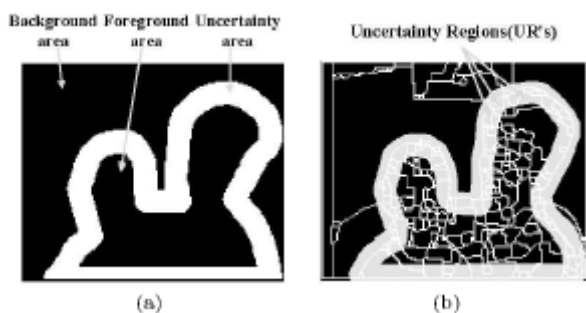 Background Foreground Uncertainty
area area area
Uncertainty Regions(UR's)
(a)
(b)